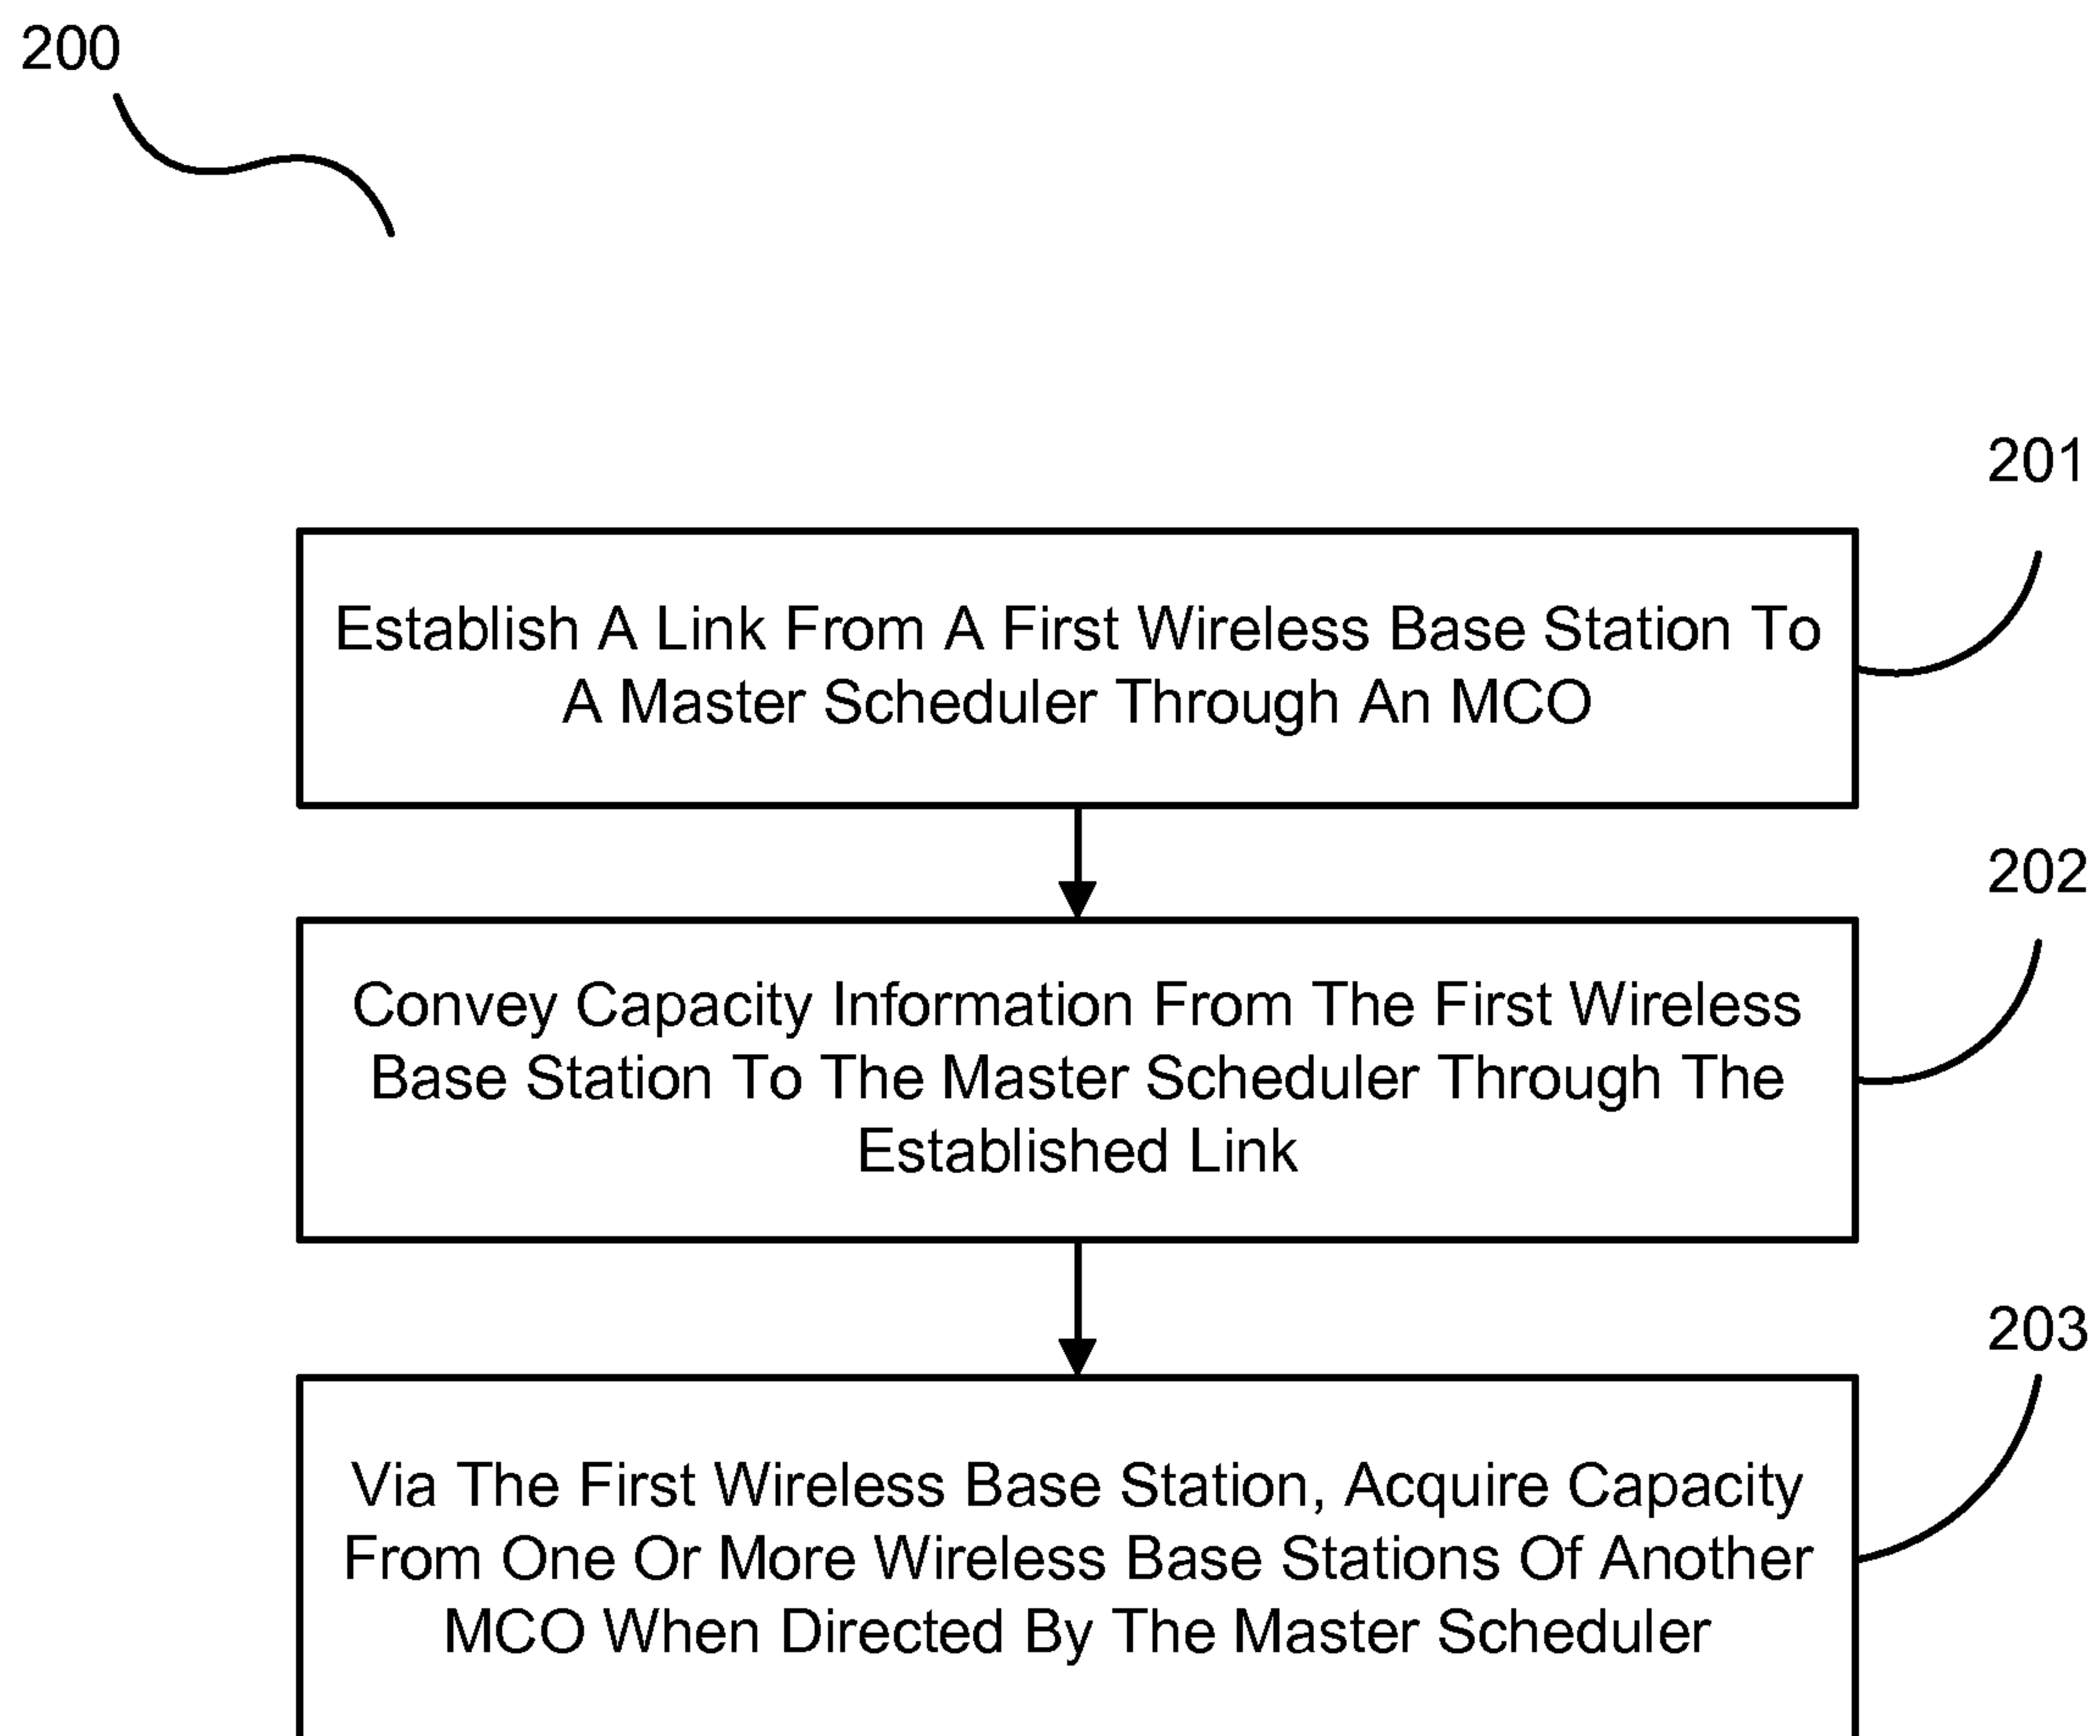 200
201
Establish A Link From A First Wireless Base Station To
A Master Scheduler Through An MCO
202
Convey Capacity Information From The First Wireless
Base Station To The Master Scheduler Through The
Established Link
203
Via The First Wireless Base Station, Acquire Capacity
From One Or More Wireless Base Stations Of Another
MCO When Directed By The Master Scheduler